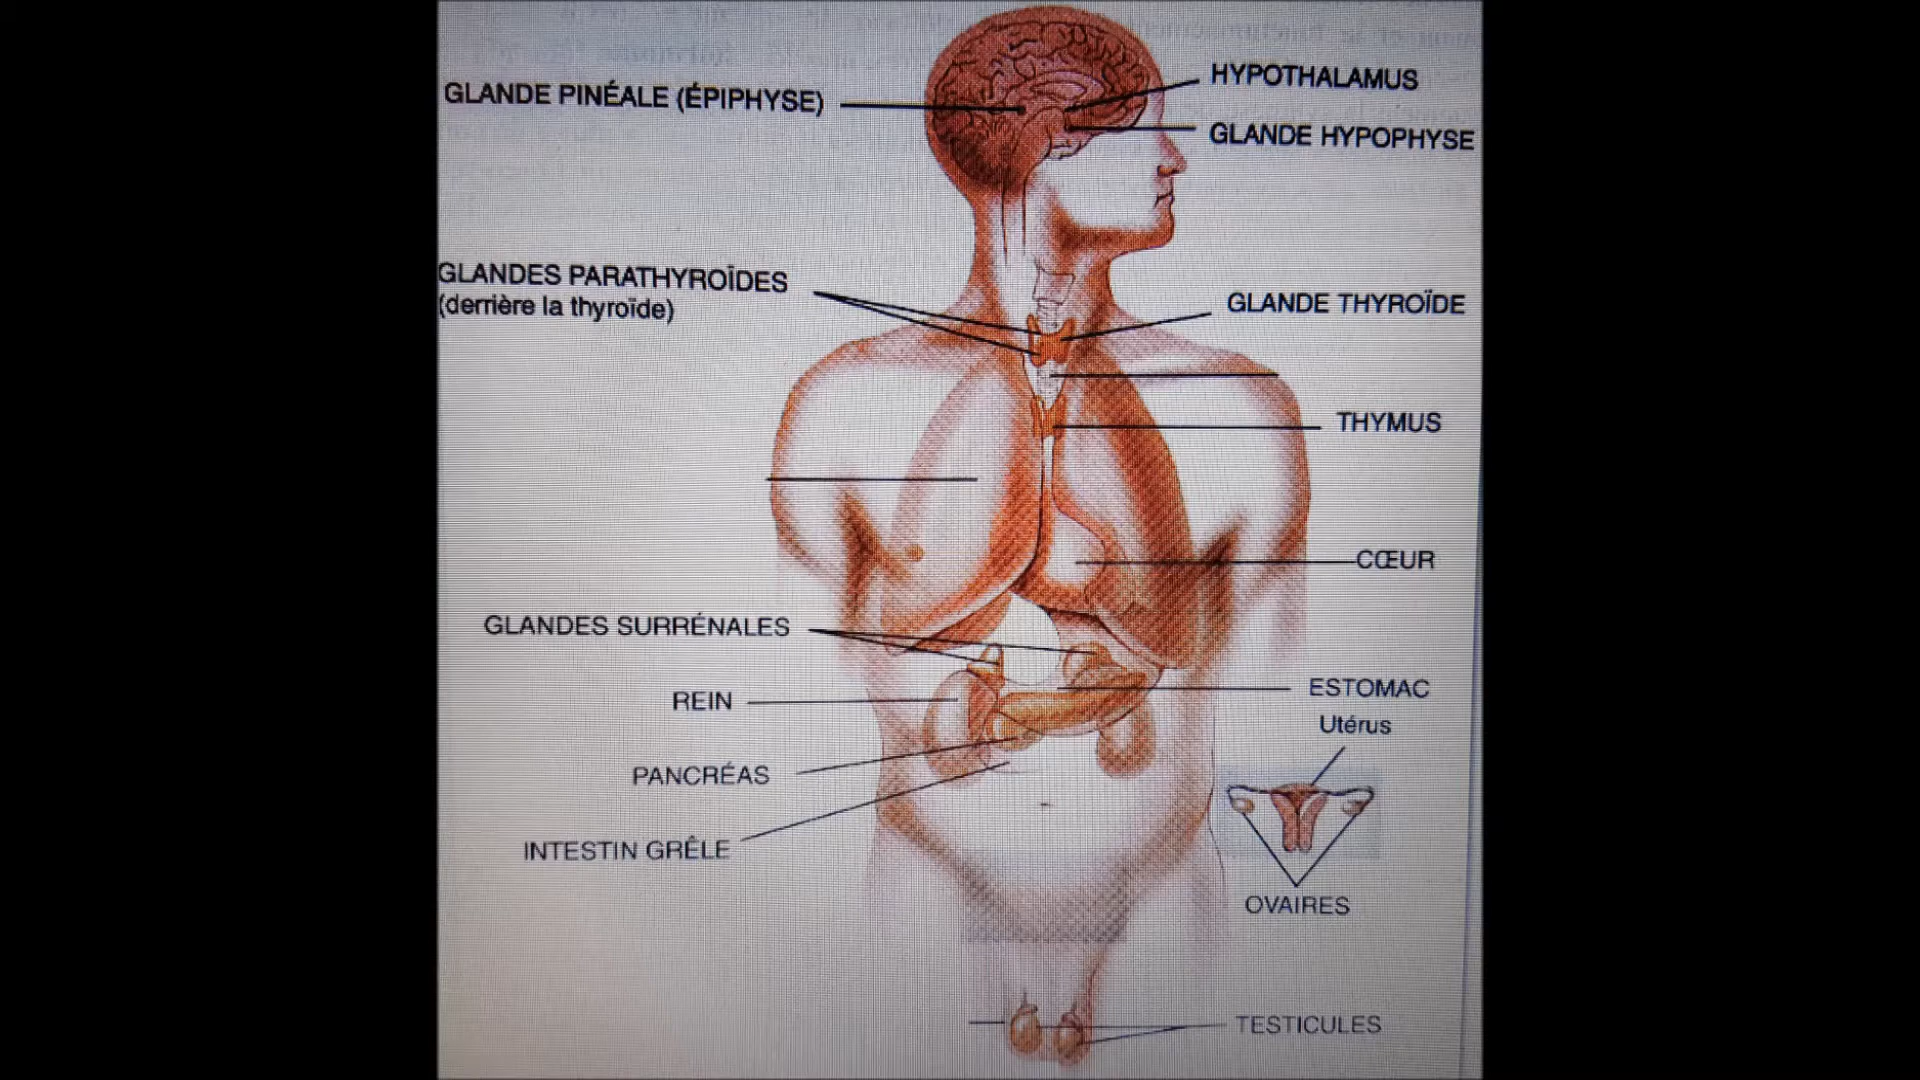 GLANDE PINÉALE (ÉPIPHYSE)
HYPOTHALAMUS
GLANDE HYPOPHYSE
GLANDES PARATHYROÏDES
(derrière la thyroïde)
GLANDE THYROÏDE
THYMUS
CŒUR
GLANDES SURRÉNALES
REIN
ESTOMAC
Utérus
PANCRÉAS
INTESTIN GRÊLE
OVAIRES
TESTICULES